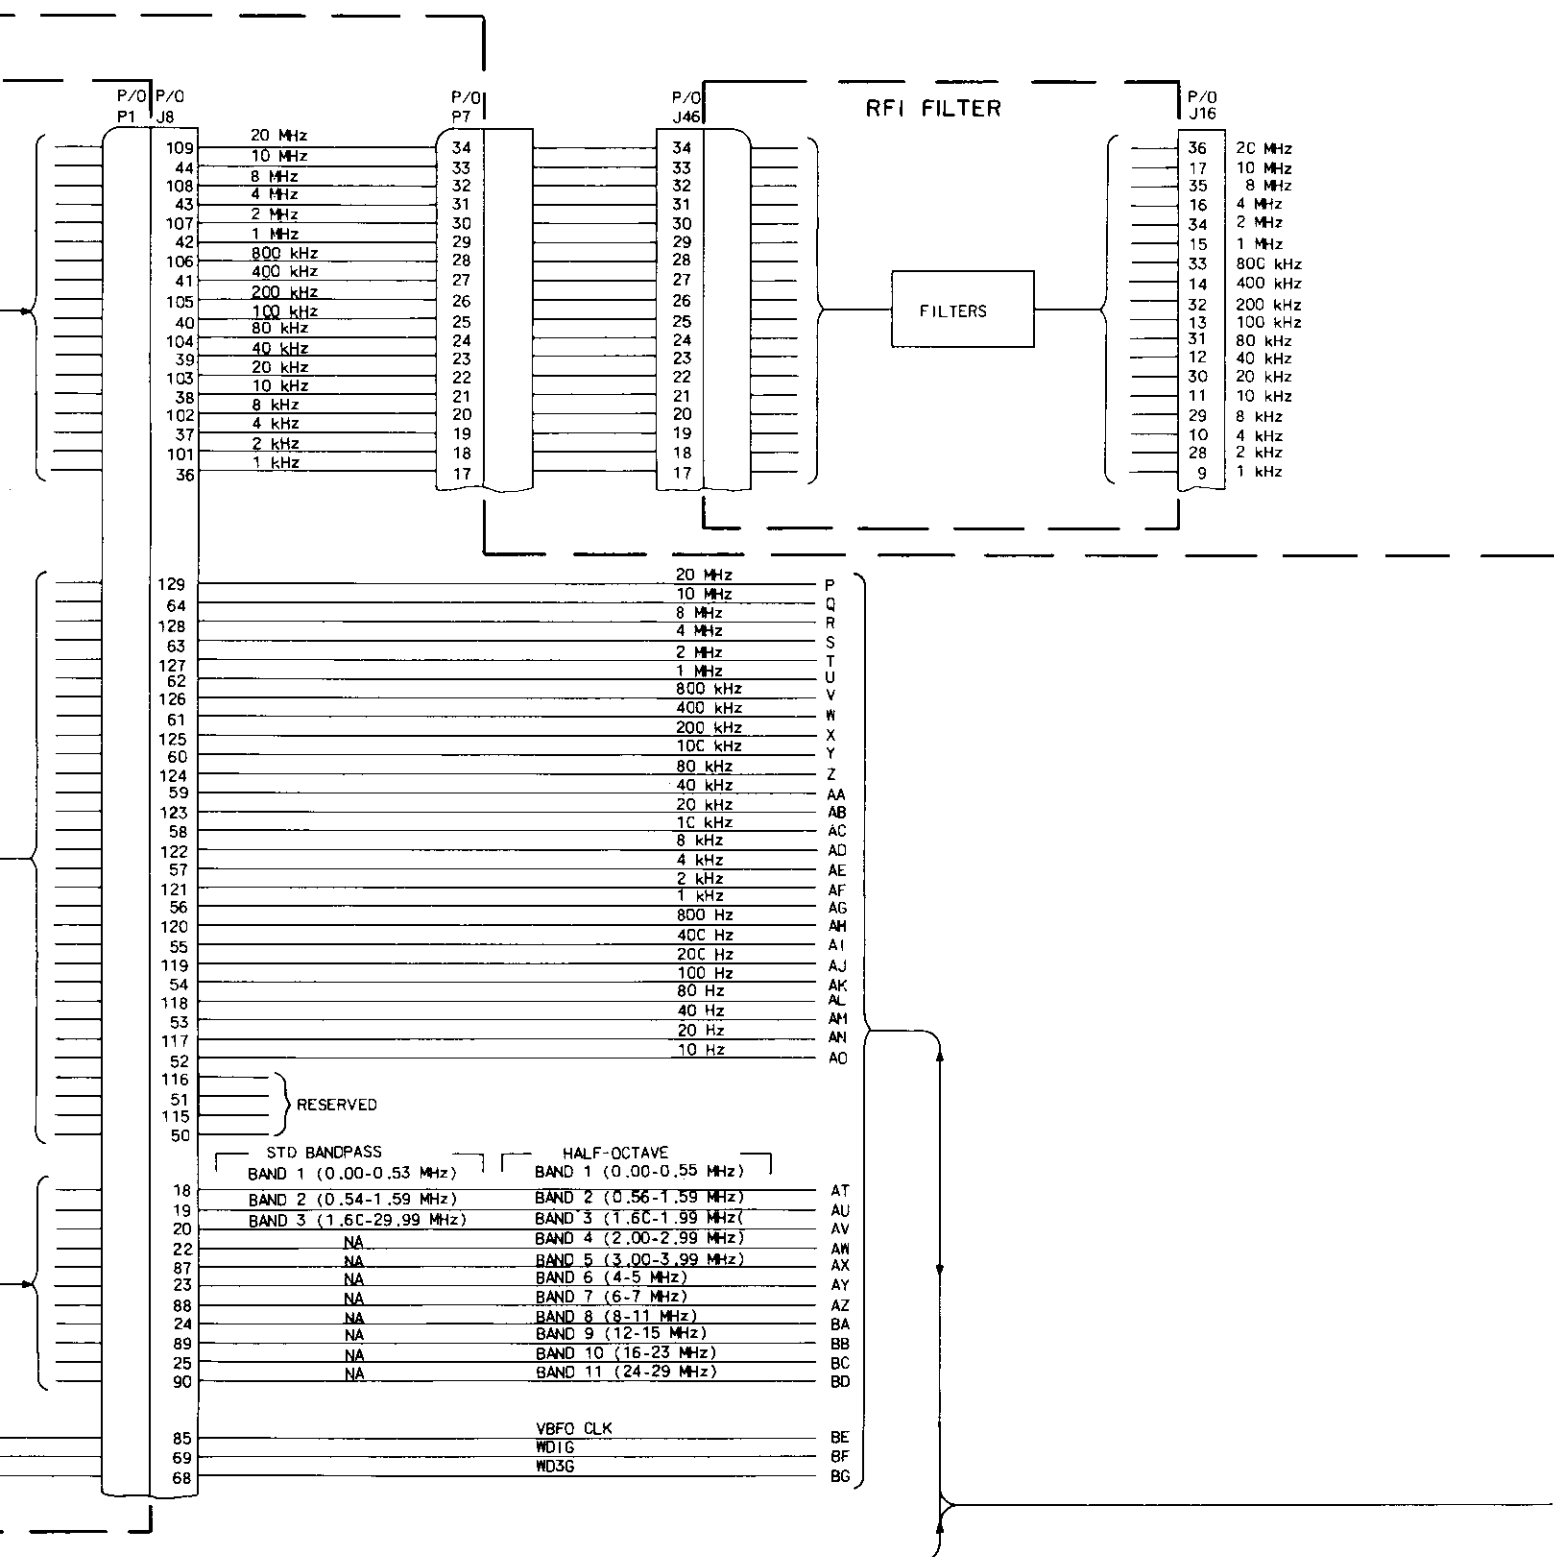 P/O P/O P/O P/O RFI FILTER P/O
P1 J8 P7 J46 J16
109 20 MHz 34 34 36 20 MHz
44 10 MHz 33 33 17 10 MHz
108 8 MHz 32 32 35 8 MHz
43 4 MHz 31 31 16 4 MHz
107 2 MHz 30 30 34 2 MHz
42 1 MHz 29 29 15 1 MHz
106 800 kHz 28 28 33 800 kHz
41 400 kHz 27 27 14 400 kHz
105 200 kHz 26 26 32 200 kHz
40 100 kHz 25 25 13 100 kHz
104 80 kHz 24 24 31 80 kHz
39 40 kHz 23 23 12 40 kHz
103 20 kHz 22 22 30 20 kHz
38 10 kHz 21 21 11 10 kHz
102 8 kHz 20 20 29 8 kHz
37 4 kHz 19 19 10 4 kHz
101 2 kHz 18 18 28 2 kHz
36 1 kHz 17 17 9 1 kHz
FILTERS
129 20 MHz P
64 10 MHz Q
128 8 MHz R
63 4 MHz S
127 2 MHz T
62 1 MHz U
126 800 kHz V
61 400 kHz W
125 200 kHz X
60 100 kHz Y
124 80 kHz Z
59 40 kHz AA
123 20 kHz AB
58 10 kHz AC
122 8 kHz AD
57 4 kHz AE
121 2 kHz AF
56 1 kHz AG
120 800 Hz AH
55 400 Hz AI
119 200 Hz AJ
54 100 Hz AK
118 80 Hz AL
53 40 Hz AM
117 20 Hz AN
52 10 Hz AO
116
51
115
50
RESERVED
STD BANDPASS HALF-OCTAVE
18 BAND 1 (0.00-0.53 MHz) BAND 1 (0.00-0.55 MHz) AT
19 BAND 2 (0.54-1.59 MHz) BAND 2 (0.56-1.59 MHz) AU
20 BAND 3 (1.60-29.99 MHz) BAND 3 (1.60-1.99 MHz( AV
22 NA BAND 4 (2.00-2.99 MHz) AW
87 NA BAND 5 (3.00-3.99 MHz) AX
23 NA BAND 6 (4-5 MHz) AY
88 NA BAND 7 (6-7 MHz) AZ
24 NA BAND 8 (8-11 MHz) BA
89 NA BAND 9 (12-15 MHz) BB
25 NA BAND 10 (16-23 MHz) BC
90 NA BAND 11 (24-29 MHz) BD
85 VBFO CLK BE
69 WD1G BF
68 WD3G BG